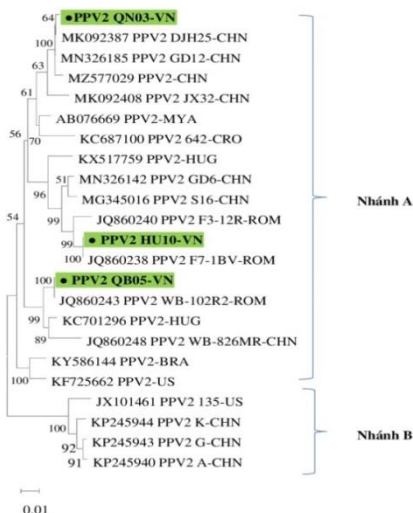 64
●PPV2 QN03-VN
100
MK092387 PPV2 DJH25-CHN
MN326185 PPV2 GD12-CHN
63
MZ577029 PPV2-CHN
MK092408 PPV2 JX32-CHN
61
AB076669 PPV2-MYA
56
70
KC687100 PPV2 642-CRO
KX517759 PPV2-HUG
51
MN326142 PPV2 GD6-CHN
96
MG345016 PPV2 S16-CHN
Nhánh A
JQ860240 PPV2 F3-12R-ROM
54
99
● PPV2 HU10-VN
100
JQ860238 PPV2 F7-1BV-ROM
100
● PPV2 QB05-VN
JQ860243 PPV2 WB-102R2-ROM
99
KC701296 PPV2-HUG
89
JQ860248 PPV2 WB-826MR-CHN
KY586144 PPV2-BRA
100
KF725662 PPV2-US
JX101461 PPV2 135-US
100
KP245944 PPV2 K-CHN
Nhánh B
92
KP245943 PPV2 G-CHN
91
KP245940 PPV2 A-CHN
0.01